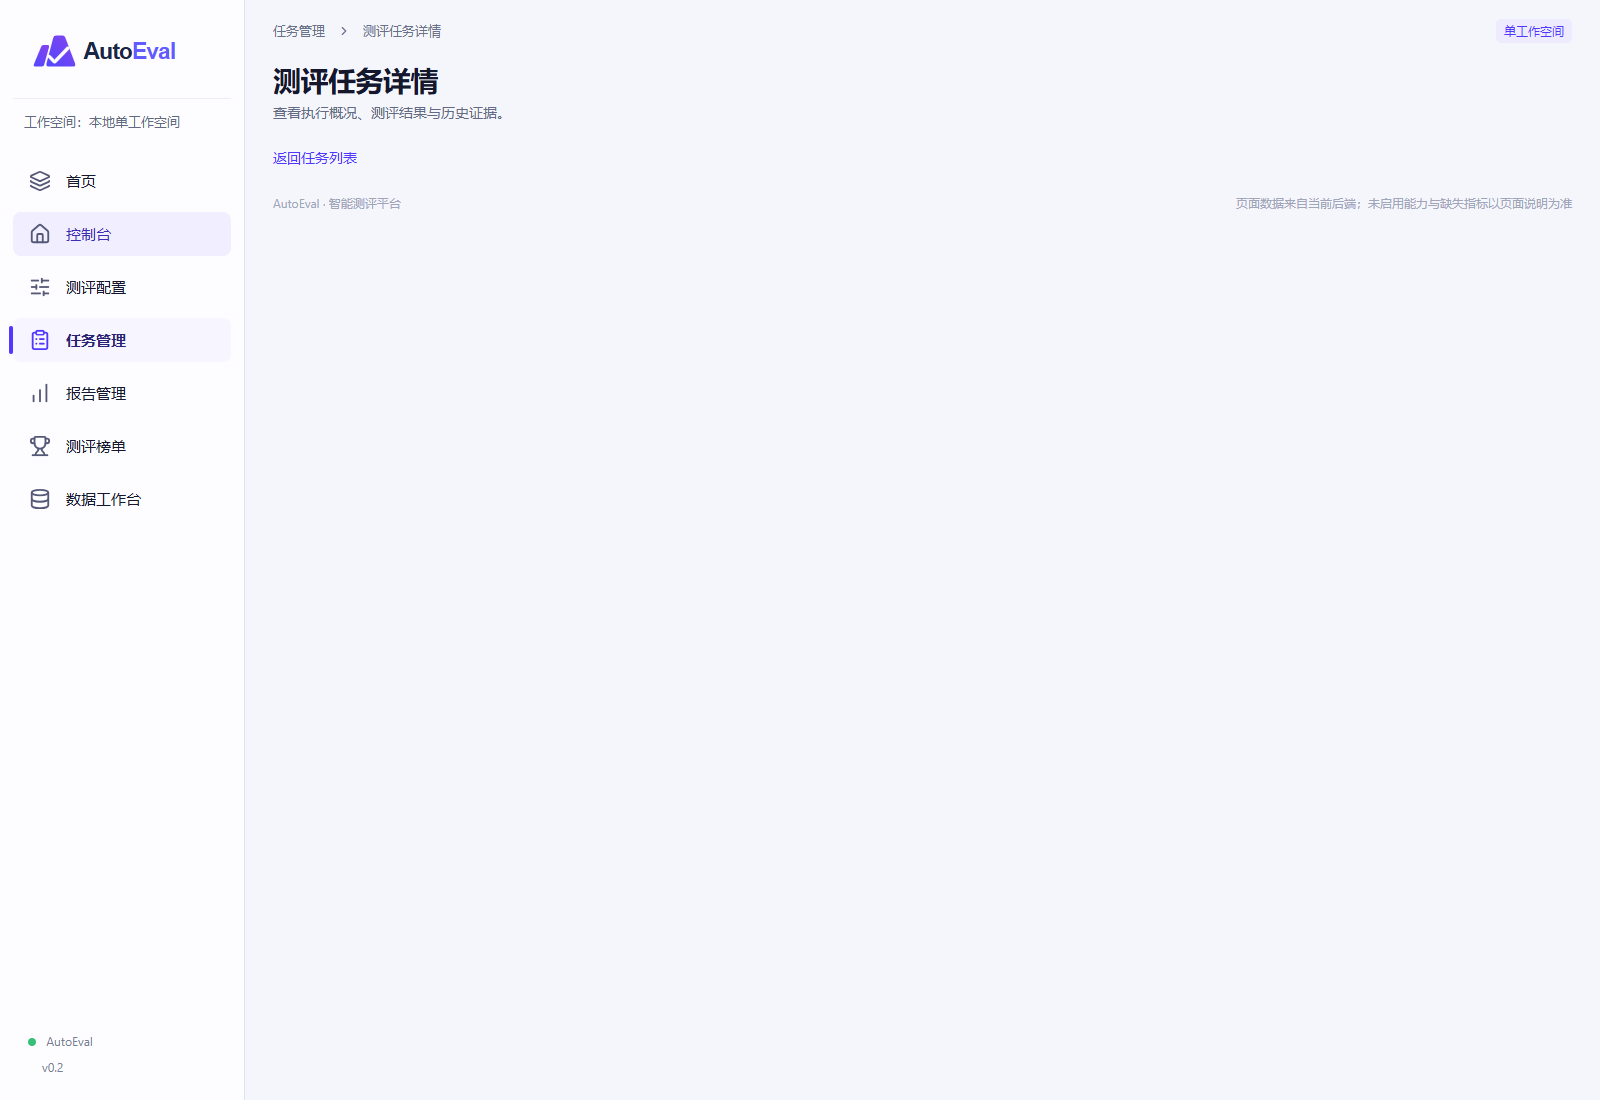 AutoEval
工作空间：本地单工作空间
首页
控制台
测评配置
任务管理
报告管理
测评榜单
数据工作台
AutoEval
v0.2
任务管理 > 测评任务详情
单工作空间
测评任务详情
查看执行概况、测评结果与历史证据。
返回任务列表
AutoEval · 智能测评平台
页面数据来自当前后端；未启用能力与缺失指标以页面说明为准